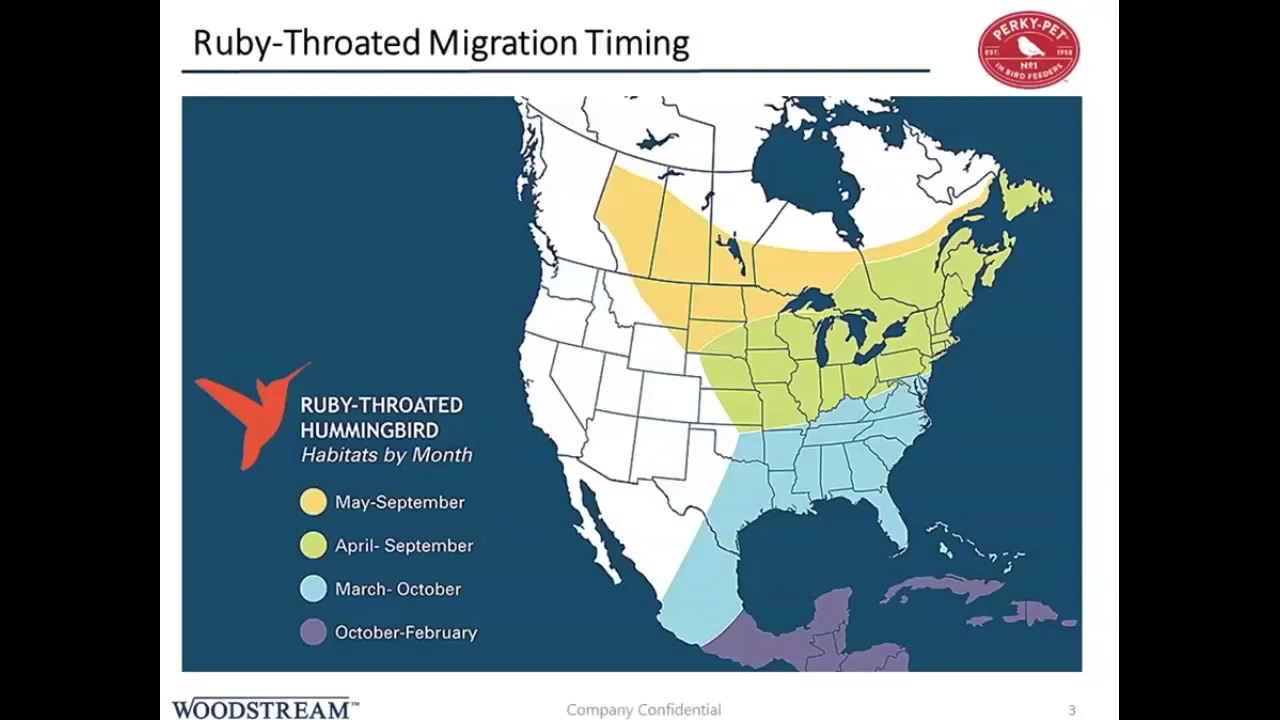 Ruby-Throated Migration Timing
PERKY-PET
EST. 1958
Nº1
IN BIRD FEEDERS
RUBY-THROATED
HUMMINGBIRD
Habitats by Month
May-September
April- September
March- October
October-February
WOODSTREAM™
Company Confidential
3